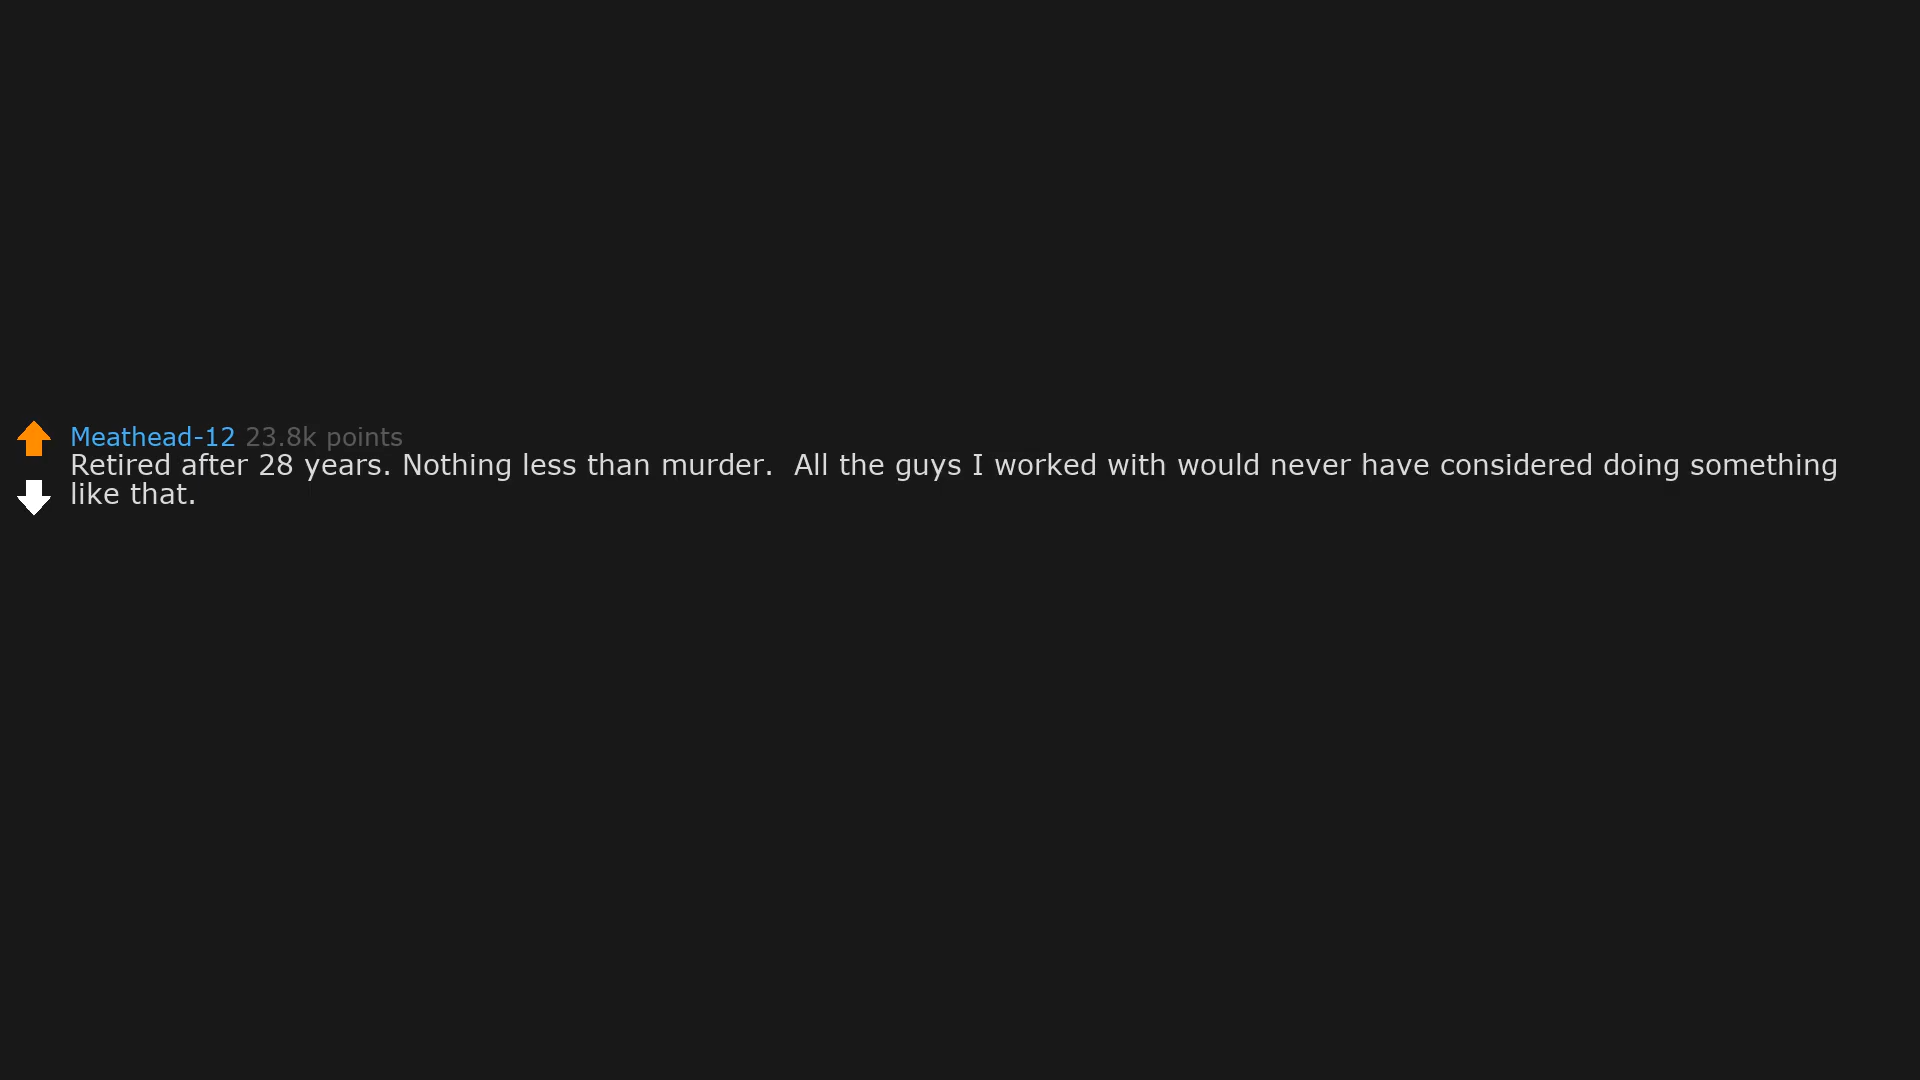 Meathead-12 23.8k points
Retired after 28 years. Nothing less than murder.  All the guys I worked with would never have considered doing something
like that.